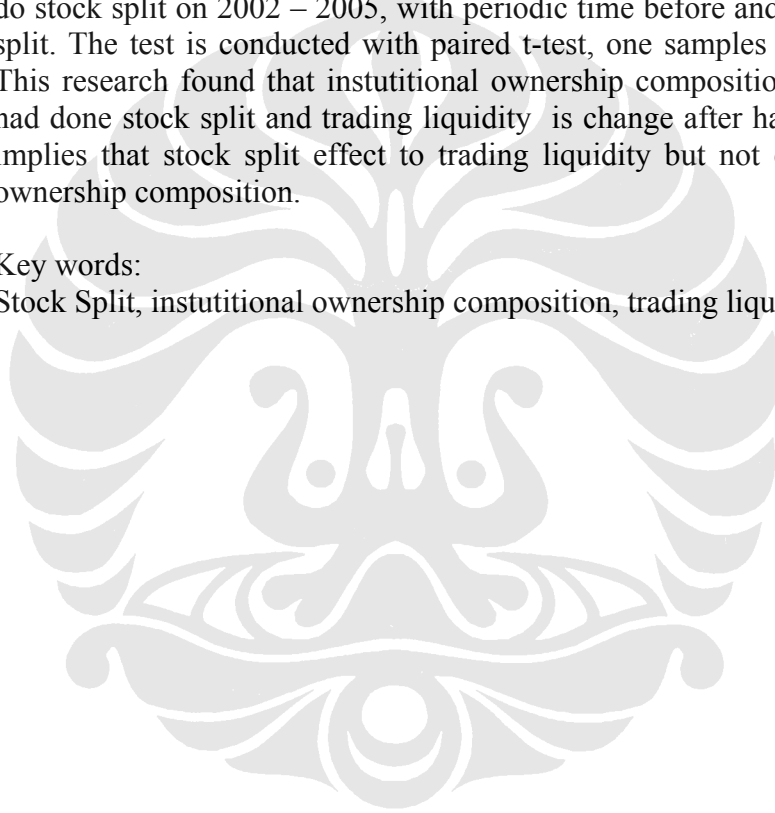 do stock split on 2002 – 2005, with periodic time before and
split. The test is conducted with paired t-test, one samples
This research found that instutitional ownership compositio
had done stock split and trading liquidity is change after ha
implies that stock split effect to trading liquidity but not
ownership composition.
Key words:
Stock Split, instutitional ownership composition, trading liqu